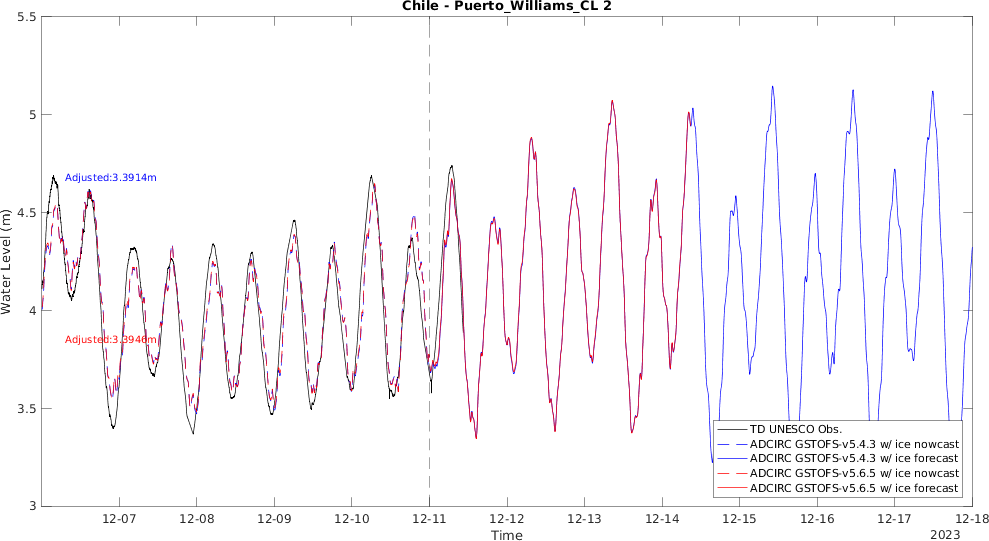 Chile - Puerto_Williams_CL 2
5.5
5
4.5
4
3.5
3
Water Level (m)
Adjusted:3.3914m
Adjusted:3.3946m
TD UNESCO Obs.
ADCIRC GSTOFS-v5.4.3 w/ ice nowcast
ADCIRC GSTOFS-v5.4.3 w/ ice forecast
ADCIRC GSTOFS-v5.6.5 w/ ice nowcast
ADCIRC GSTOFS-v5.6.5 w/ ice forecast
12-07 12-08 12-09 12-10 12-11 12-12 12-13 12-14 12-15 12-16 12-17 12-18
Time
2023